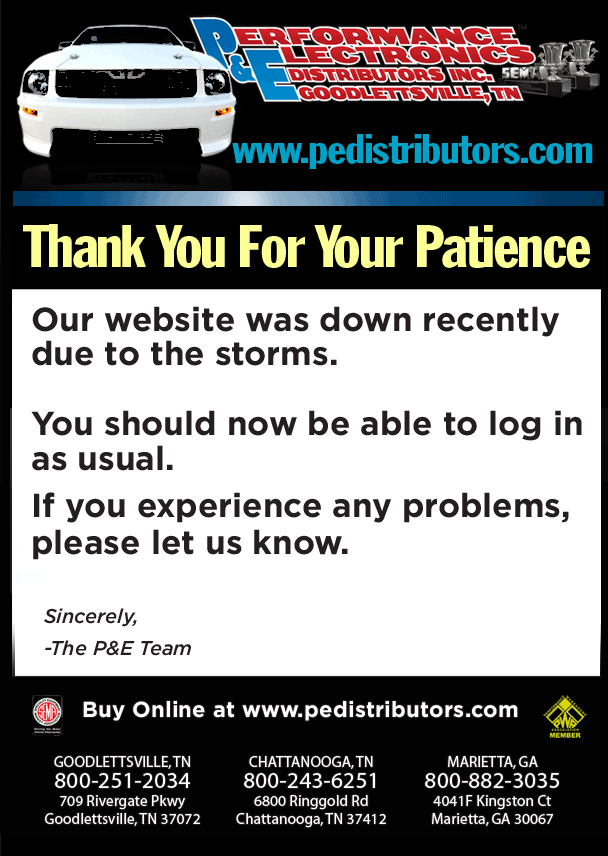 PERFORMANCE
& ELECTRONICS
DISTRIBUTORS INC.
GOODLETTSVILLE, TN
SEMA
www.pedistributors.com
Thank You For Your Patience
Our website was down recently
due to the storms.
You should now be able to log in
as usual.
If you experience any problems,
please let us know.
Sincerely,
-The P&E Team
SEMA
Buy Online at www.pedistributors.com
PWA
ASSOCIATION
MEMBER
GOODLETTSVILLE, TN
800-251-2034
709 Rivergate Pkwy
Goodlettsville, TN 37072
CHATTANOOGA, TN
800-243-6251
6800 Ringgold Rd
Chattanooga, TN 37412
MARIETTA, GA
800-882-3035
4041F Kingston Ct
Marietta, GA 30067